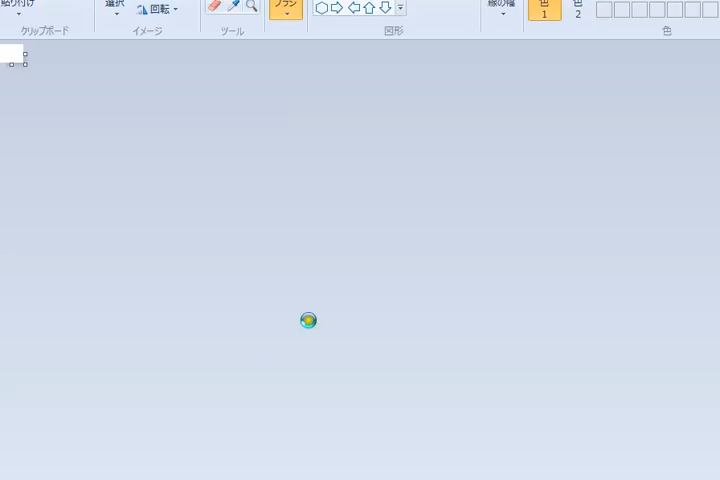 貼り付け
選択
回転
ブラシ
線の幅
色
1
色
2
クリップボード
イメージ
ツール
図形
色